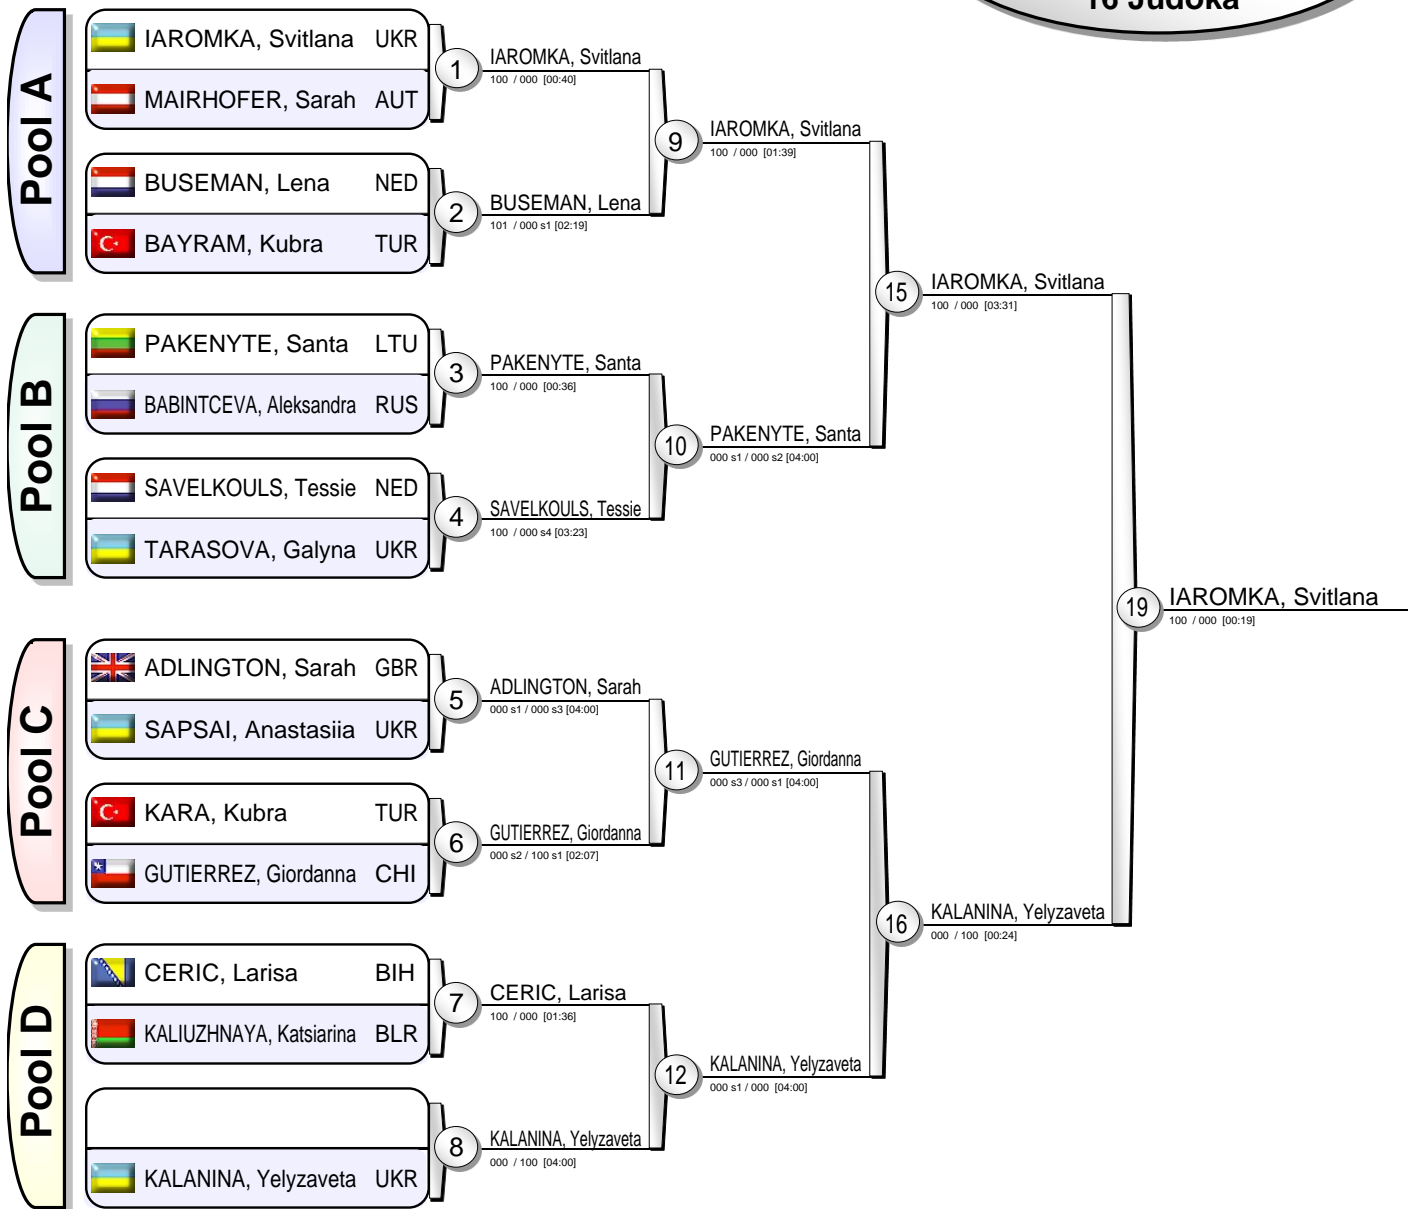 16 Judoka
Pool A
IAROMKA, Svitlana UKR
MAIRHOFER, Sarah AUT
BUSEMAN, Lena NED
BAYRAM, Kubra TUR
Pool B
PAKENYTE, Santa LTU
BABINTCEVA, Aleksandra RUS
SAVELKOULS, Tessie NED
TARASOVA, Galyna UKR
Pool C
ADLINGTON, Sarah GBR
SAPSAI, Anastasiia UKR
KARA, Kubra TUR
GUTIERREZ, Giordanna CHI
Pool D
CERIC, Larisa BIH
KALIUZHNAYA, Katsiarina BLR
KALANINA, Yelyzaveta UKR
1
IAROMKA, Svitlana
100 / 000 [00:40]
2
BUSEMAN, Lena
101 / 000 s1 [02:19]
3
PAKENYTE, Santa
100 / 000 [00:36]
4
SAVELKOULS, Tessie
100 / 000 s4 [03:23]
5
ADLINGTON, Sarah
000 s1 / 000 s3 [04:00]
6
GUTIERREZ, Giordanna
000 s2 / 100 s1 [02:07]
7
CERIC, Larisa
100 / 000 [01:36]
8
KALANINA, Yelyzaveta
000 / 100 [04:00]
9
IAROMKA, Svitlana
100 / 000 [01:39]
10
PAKENYTE, Santa
000 s1 / 000 s2 [04:00]
11
GUTIERREZ, Giordanna
000 s3 / 000 s1 [04:00]
12
KALANINA, Yelyzaveta
000 s1 / 000 [04:00]
15
IAROMKA, Svitlana
100 / 000 [03:31]
16
KALANINA, Yelyzaveta
000 / 100 [00:24]
19
IAROMKA, Svitlana
100 / 000 [00:19]